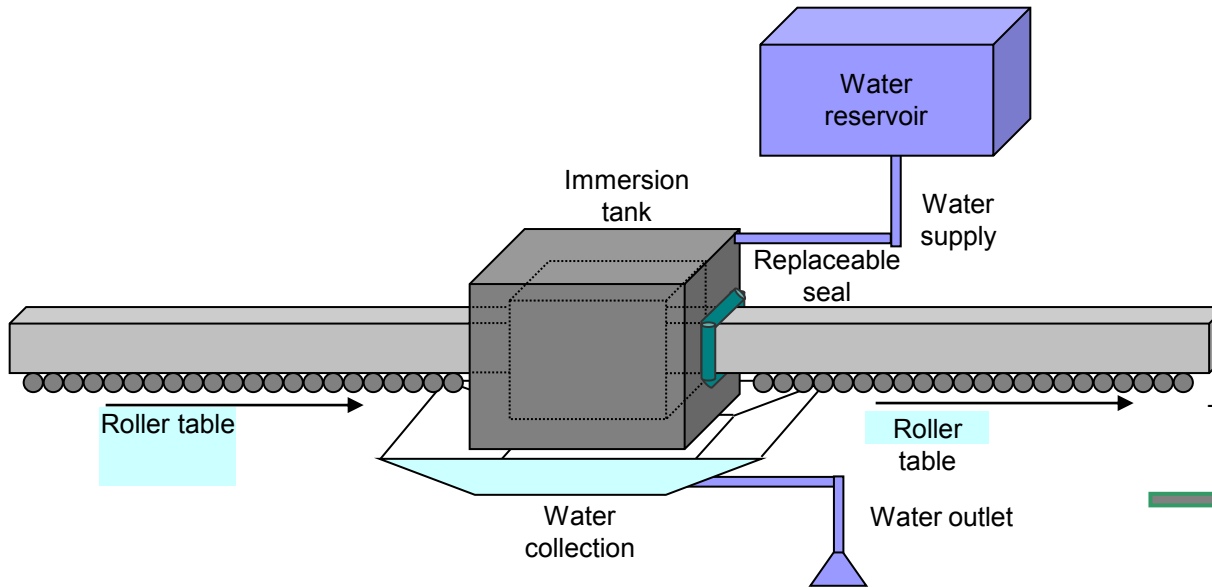 Water
reservoir
Immersion
tank
Water
supply
Replaceable
seal
Roller table
Roller
table
Water outlet
Water
collection